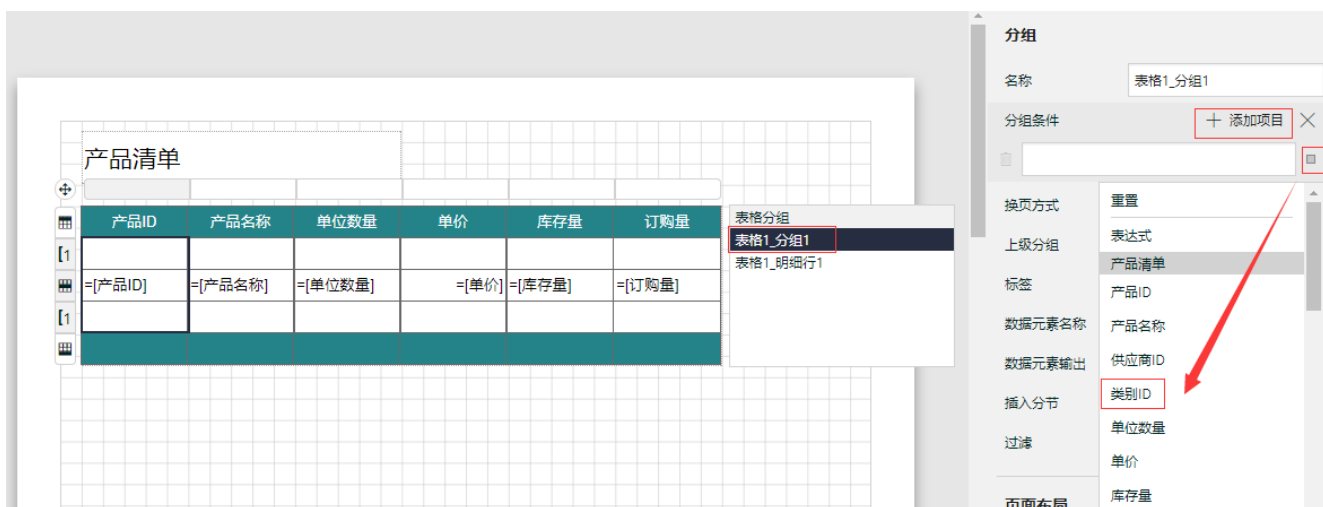 分组
名称
表格1_分组1
分组条件
添加项目
产品清单
换页方式
重置
产品ID
产品名称
单位数量
单价
库存量
订购量
表格分组
表格1_分组1
表格1_明细行1
上级分组
表达式
产品清单
[1
=[产品ID]
=[产品名称]
=[单位数量]
=[单价]
=[库存量]
=[订购量]
标签
产品ID
[1
数据元素名称
产品名称
数据元素输出
供应商ID
插入分节
类别ID
单位数量
过滤
单价
页面布局
库存量